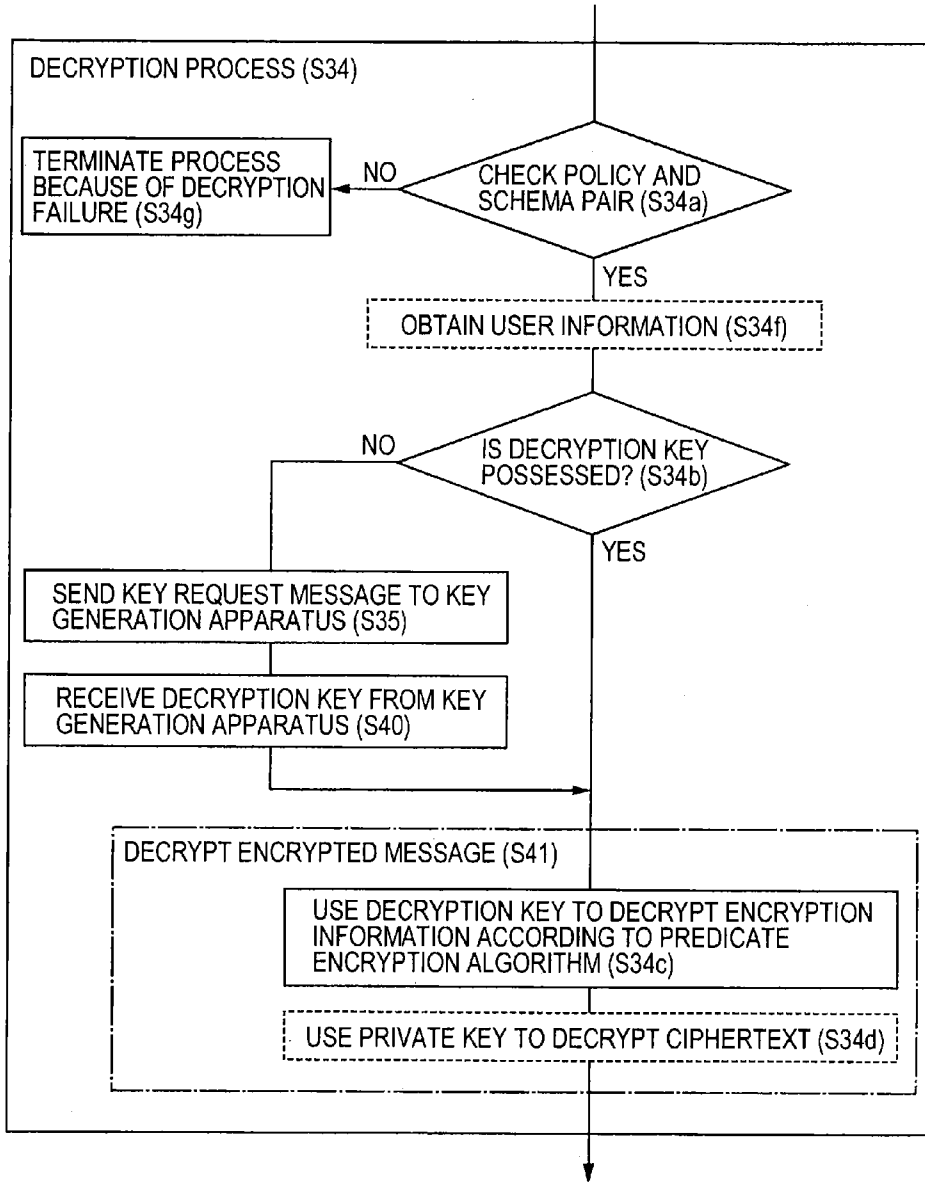 DECRYPTION PROCESS (S34)
TERMINATE PROCESS
BECAUSE OF DECRYPTION
FAILURE (S34g)
NO
CHECK POLICY AND
SCHEMA PAIR (S34a)
YES
OBTAIN USER INFORMATION (S34f)
NO
IS DECRYPTION KEY
POSSESSED? (S34b)
YES
SEND KEY REQUEST MESSAGE TO KEY
GENERATION APPARATUS (S35)
RECEIVE DECRYPTION KEY FROM KEY
GENERATION APPARATUS (S40)
DECRYPT ENCRYPTED MESSAGE (S41)
USE DECRYPTION KEY TO DECRYPT ENCRYPTION
INFORMATION ACCORDING TO PREDICATE
ENCRYPTION ALGORITHM (S34c)
USE PRIVATE KEY TO DECRYPT CIPHERTEXT (S34d)